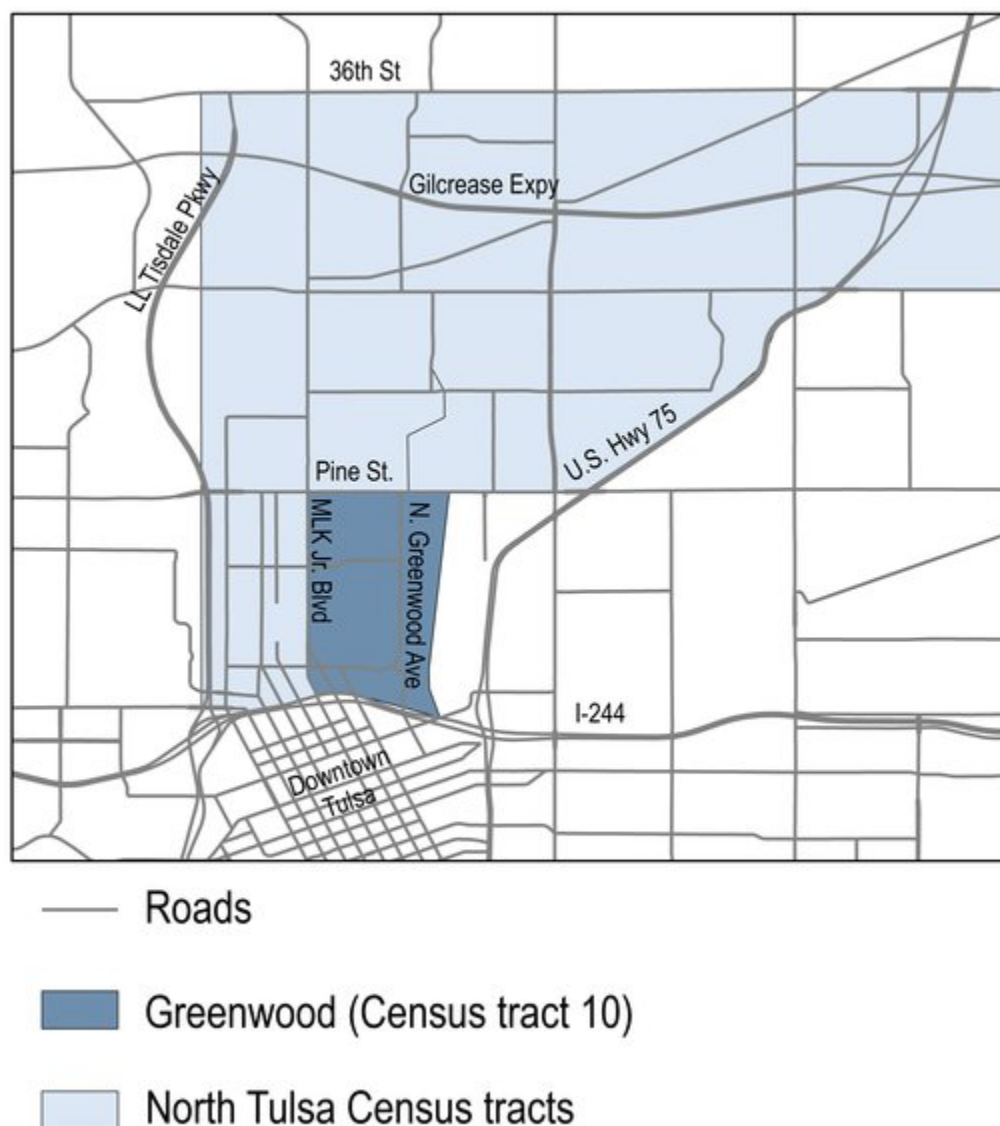 36th St
Gilcrease Expy
LL Tisdale Pkwy
U.S. Hwy 75
Pine St.
MLK Jr. Blvd
N. Greenwood Ave
I-244
Downtown
Tulsa
Roads
Greenwood (Census tract 10)
North Tulsa Census tracts